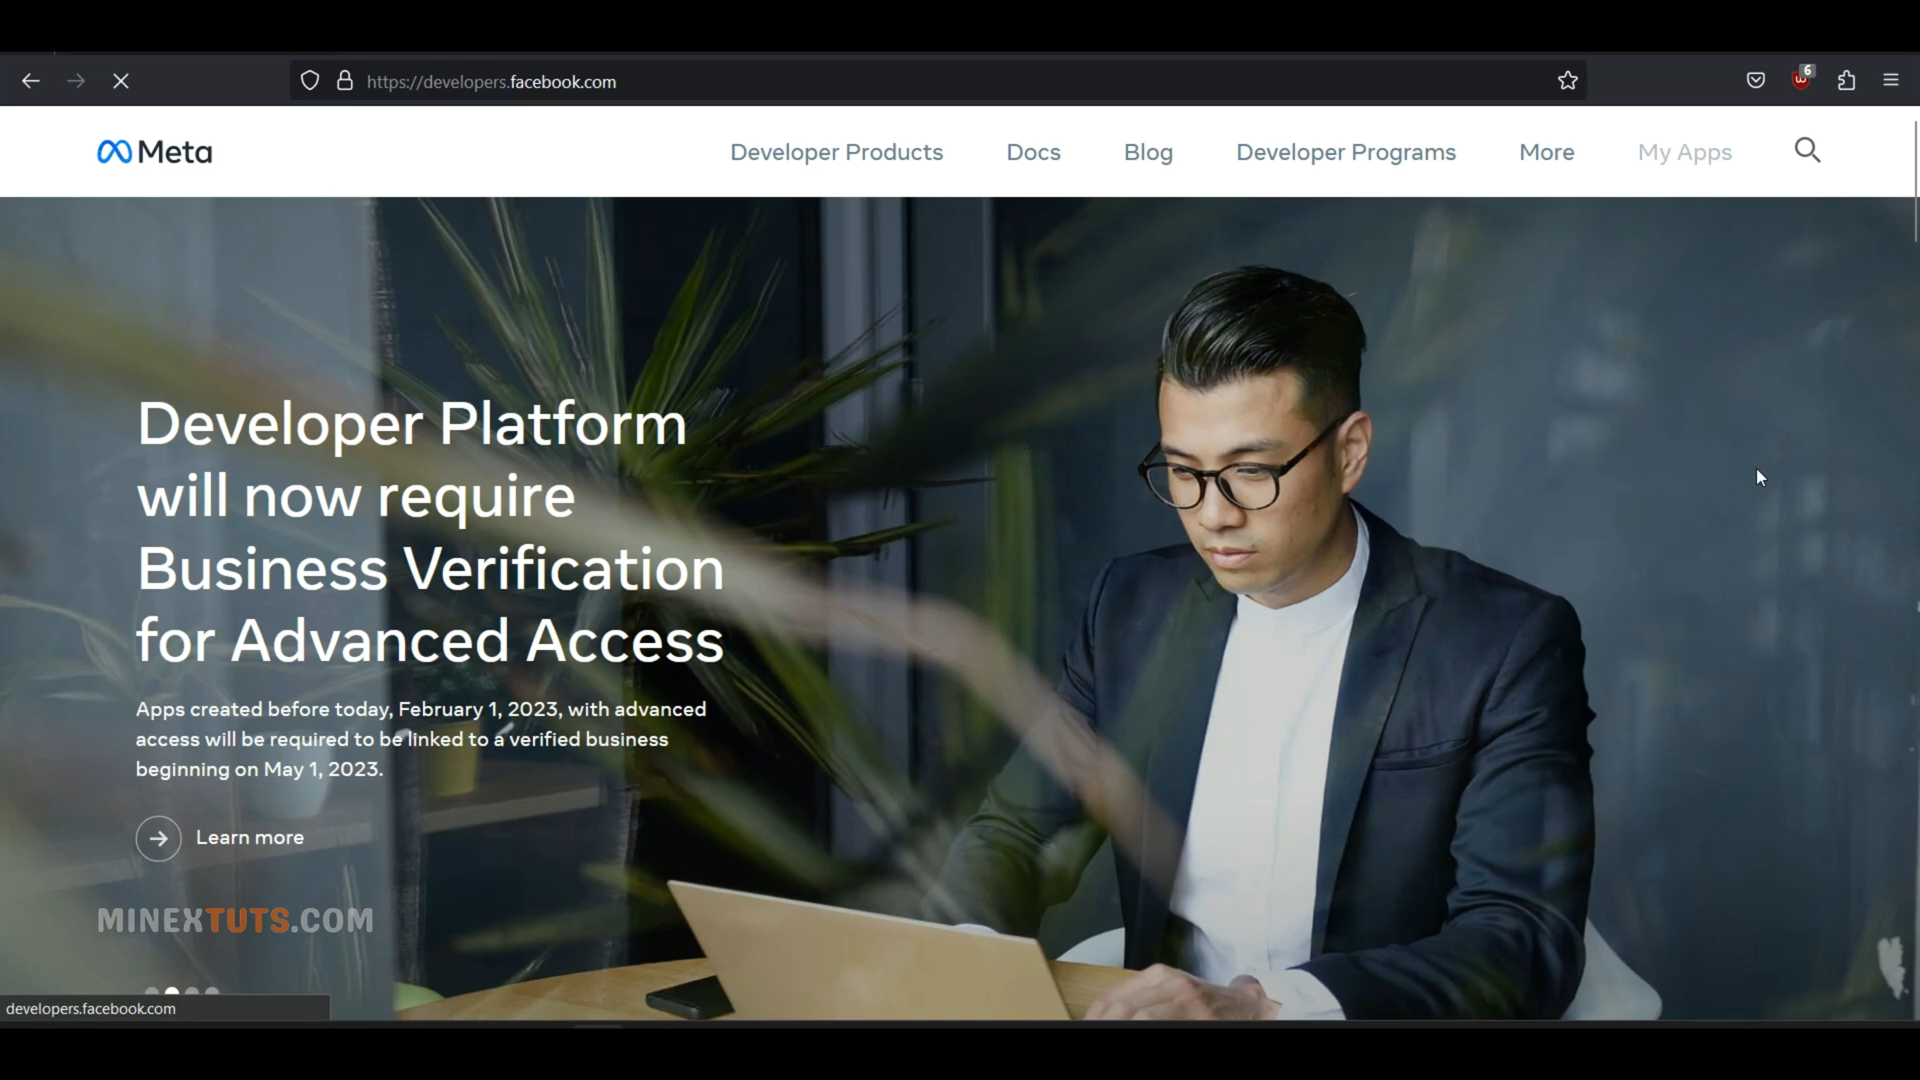 6
https://developers.facebook.com
Meta
Developer Products
Docs
Blog
Developer Programs
More
My Apps
Developer Platform
will now require
Business Verification
for Advanced Access
Apps created before today, February 1, 2023, with advanced
access will be required to be linked to a verified business
beginning on May 1, 2023.
Learn more
MINEXTUTS.COM
developers.facebook.com